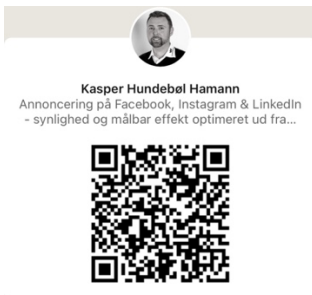 Kasper Hundebøl Hamann
Annoncering på Facebook, Instagram & LinkedIn
- synlighed og målbar effekt optimeret ud fra...